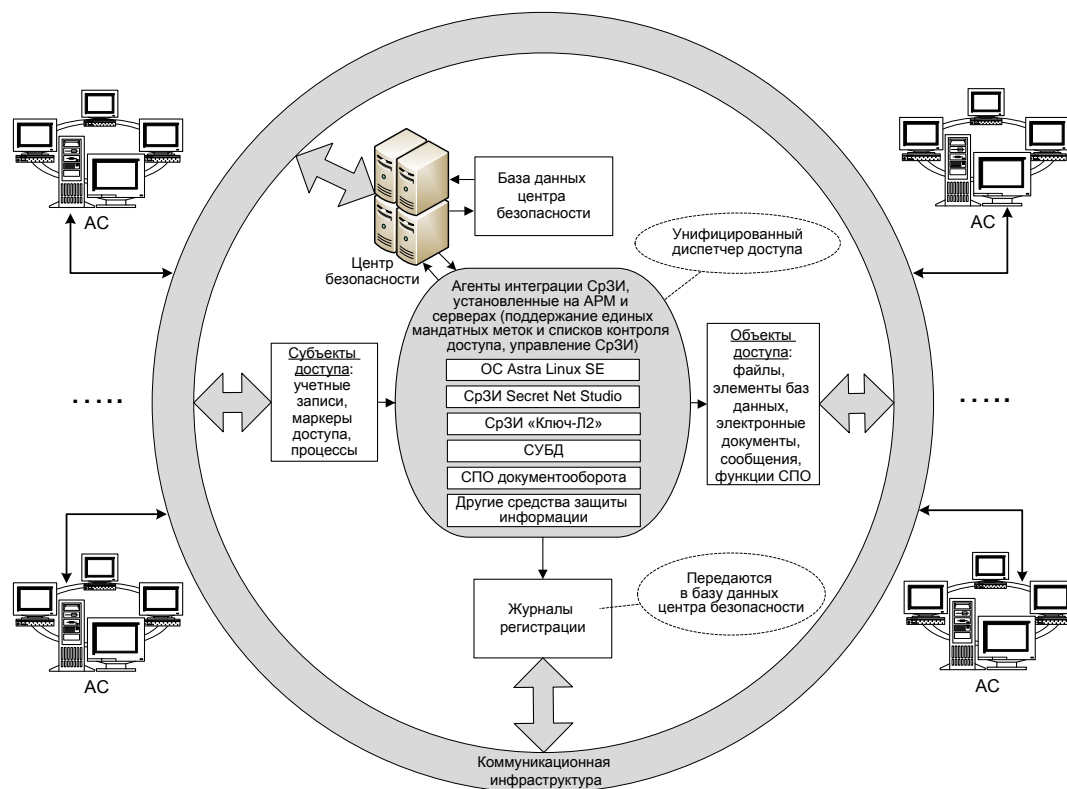 АС
АС
База данных
центра
безопасности
Унифицированный
диспетчер доступа
Центр
безопасности
Агенты интеграции СрЗИ,
установленные на АРМ и
серверах (поддержание единых
мандатных меток и списков контроля
доступа, управление СрЗИ)
ОС Astra Linux SE
СрЗИ Secret Net Studio
СрЗИ «Ключ-Л2»
СУБД
СПО документооборота
Другие средства защиты
информации
Субъекты
доступа:
учетные
записи,
маркеры
доступа,
процессы
Объекты
доступа:
файлы,
элементы баз
данных,
электронные
документы,
сообщения,
функции СПО
.....
.....
Журналы
регистрации
Передаются
в базу данных
центра безопасности
АС
АС
Коммуникационная
инфраструктура